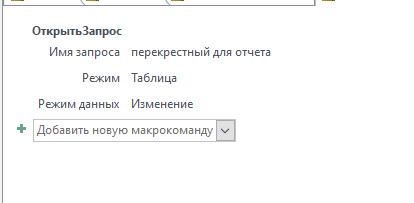 ОткрытьЗапрос
Имя запроса перекрестный для отчета
Режим Таблица
Режим данных Изменение
Добавить новую макрокоманду